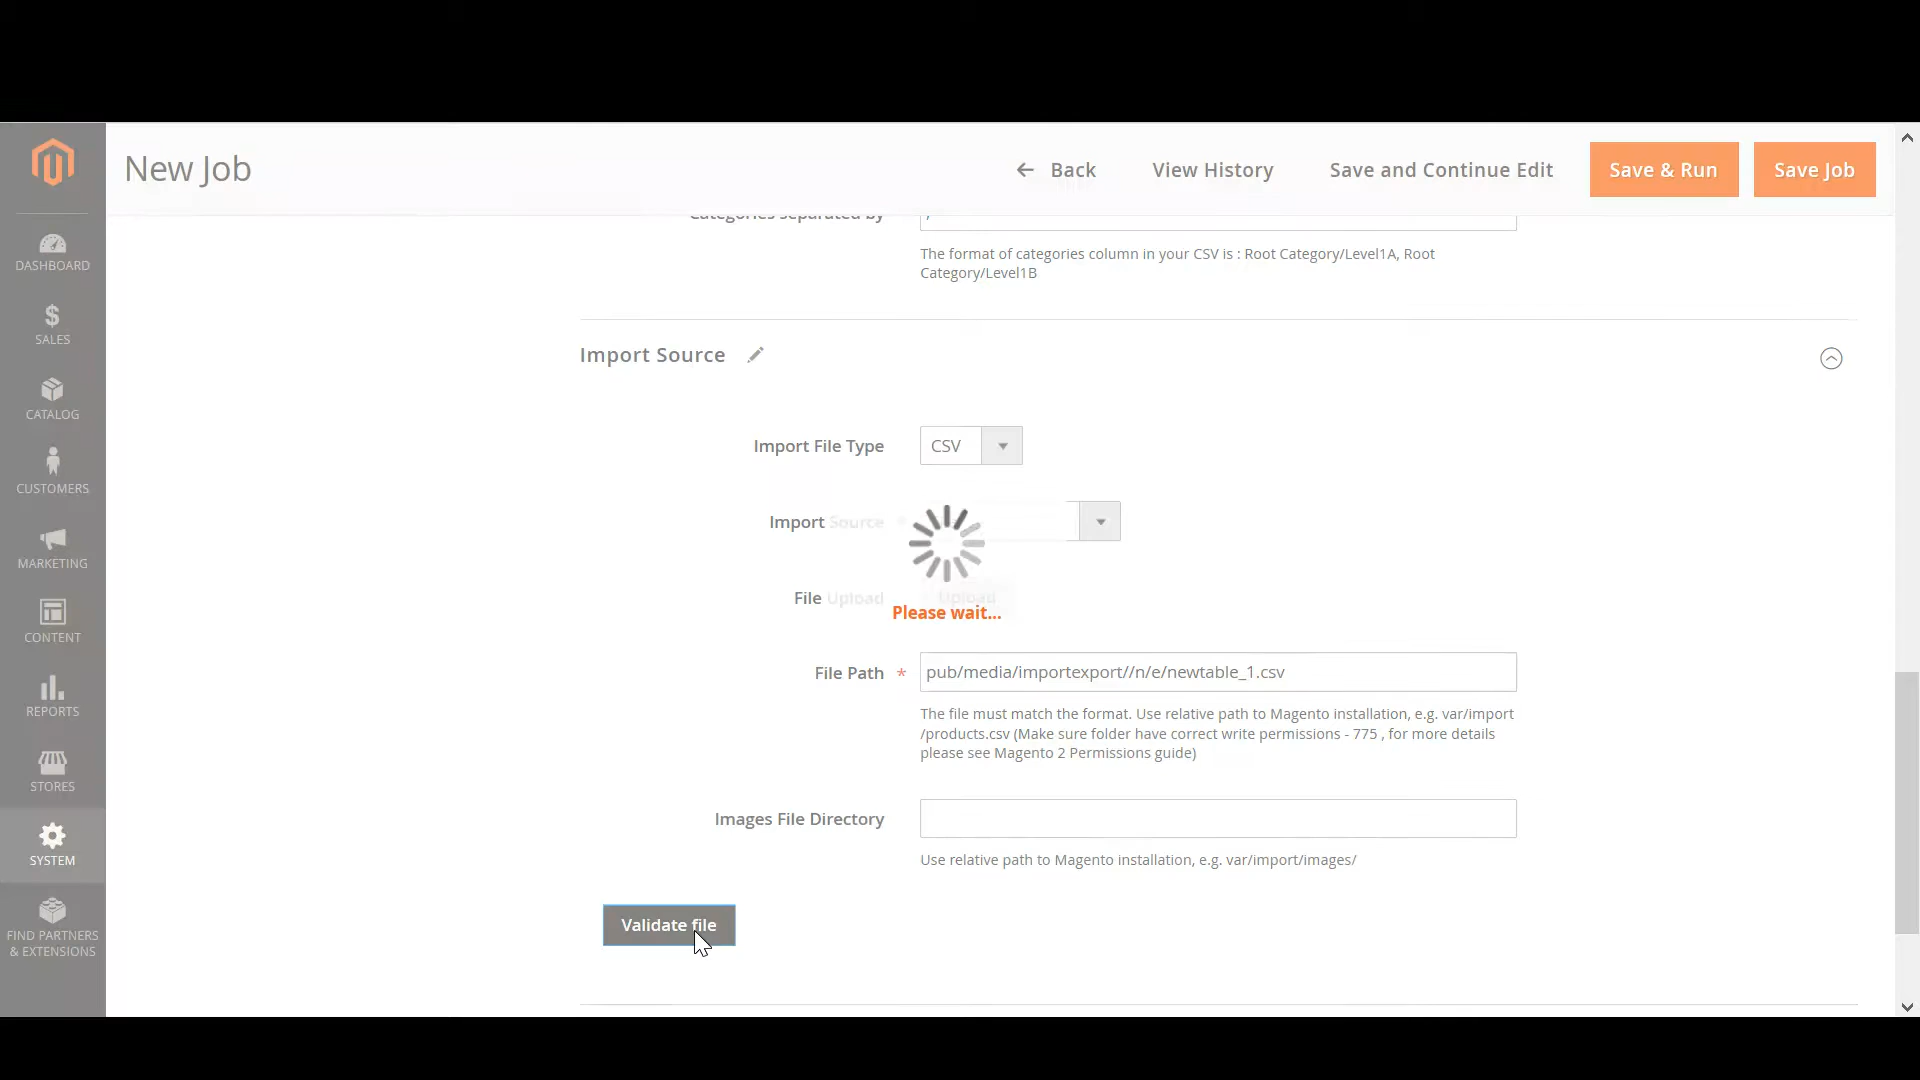 New Job
Back
View History
Save and Continue Edit
Save & Run
Save Job
DASHBOARD
SALES
CATALOG
CUSTOMERS
MARKETING
CONTENT
REPORTS
STORES
SYSTEM
FIND PARTNERS
& EXTENSIONS
Categories separated by
,
The format of categories column in your CSV is : Root Category/Level1A, Root
Category/Level1B
Import Source
Import File Type
CSV
Import Source
File Upload
Upload
Please wait...
File Path *
pub/media/importexport//n/e/newtable_1.csv
The file must match the format. Use relative path to Magento installation, e.g. var/import
/products.csv (Make sure folder have correct write permissions - 775 , for more details
please see Magento 2 Permissions guide)
Images File Directory
Use relative path to Magento installation, e.g. var/import/images/
Validate file